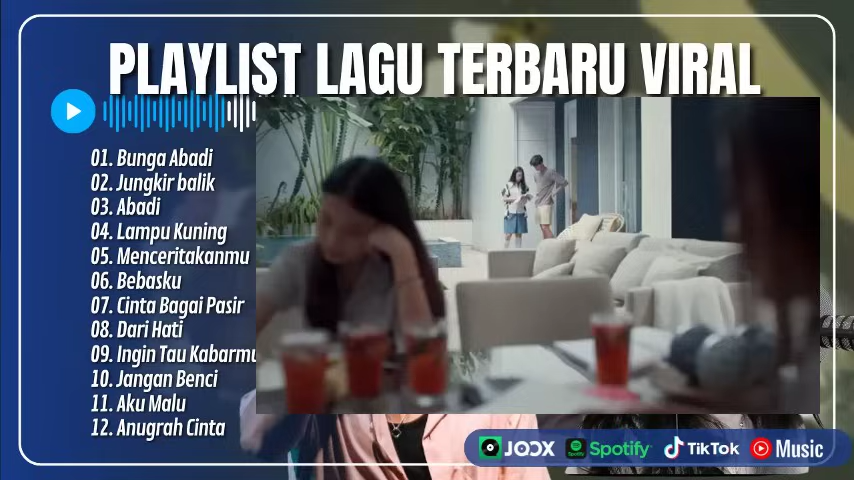 PLAYLIST LAGU TERBARU VIRAL
01. Bunga Abadi
02. Jungkir balik
03. Abadi
04. Lampu Kuning
05. Menceritakanmu
06. Bebasku
07. Cinta Bagai Pasir
08. Dari Hati
09. Ingin Tau Kabarmu
10. Jangan Benci
11. Aku Malu
12. Anugrah Cinta
JOOX Spotify Spotify TikTok Music